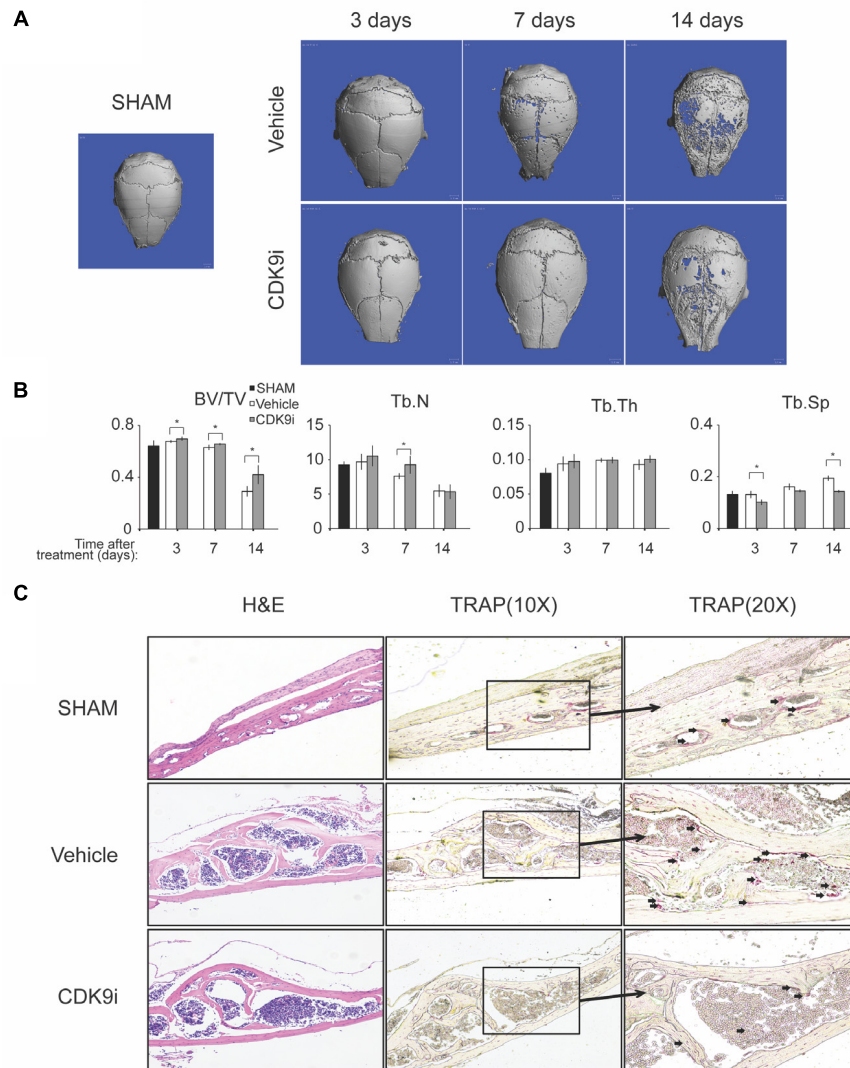 A
3 days 7 days 14 days
SHAM
Vehicle
CDK9i
B
BV/TV
SHAM
Vehicle
CDK9i
Tb.N
Tb.Th
Tb.Sp
0.8
0.4
0
* * *
15
10
5
0
*
0.15
0.10
0.05
0
0.4
0.2
0
* *
Time after
treatment (days):
3 7 14
3 7 14
3 7 14
3 7 14
C
H&E TRAP(10X) TRAP(20X)
SHAM
Vehicle
CDK9i